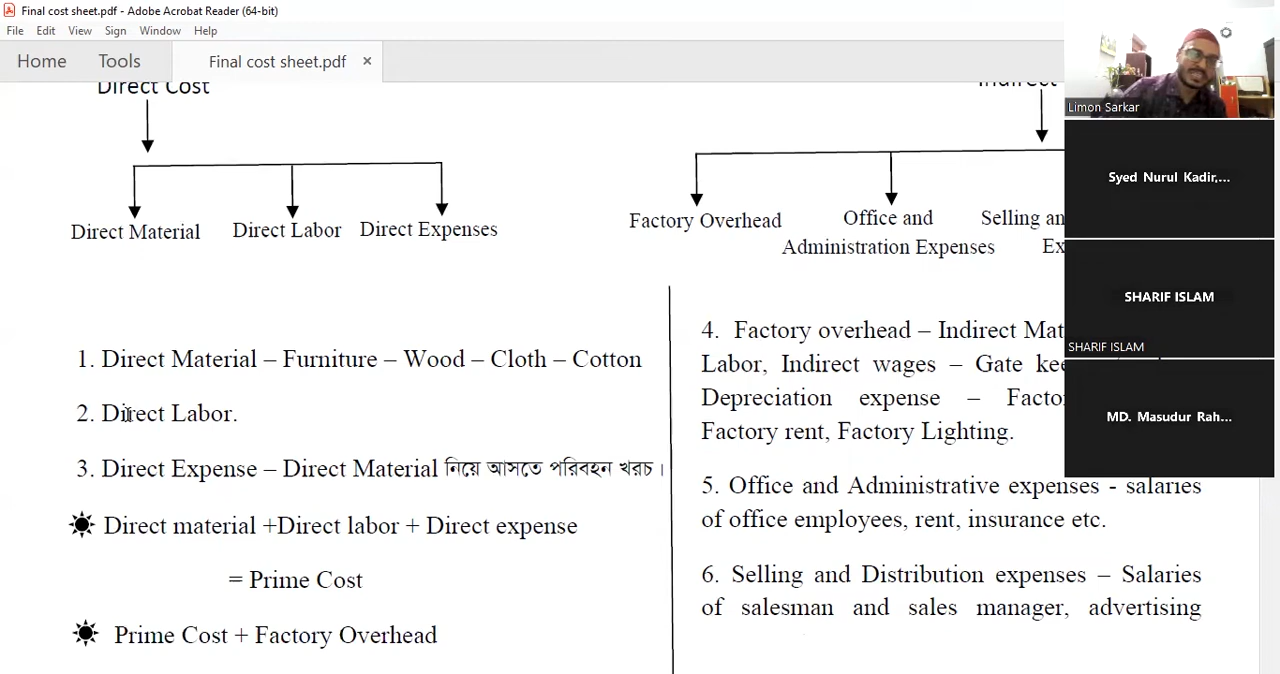 Final cost sheet.pdf - Adobe Acrobat Reader (64-bit)
File Edit View Sign Window Help
Home Tools Final cost sheet.pdf ×
Direct Cost
Indirect
Direct Material Direct Labor Direct Expenses
Factory Overhead
Office and
Administration Expenses
Selling an
Ex
1. Direct Material – Furniture – Wood – Cloth – Cotton
2. Direct Labor.
3. Direct Expense – Direct Material নিয়ে আসতে পরিবহন খরচ।
Direct material +Direct labor + Direct expense
= Prime Cost
Prime Cost + Factory Overhead
4. Factory overhead – Indirect Mat
Labor, Indirect wages – Gate kee
Depreciation expense – Facto
Factory rent, Factory Lighting.
5. Office and Administrative expenses - salaries
of office employees, rent, insurance etc.
6. Selling and Distribution expenses – Salaries
of salesman and sales manager, advertising
Limon Sarkar
Syed Nurul Kadir,...
SHARIF ISLAM
SHARIF ISLAM
MD. Masudur Rah...